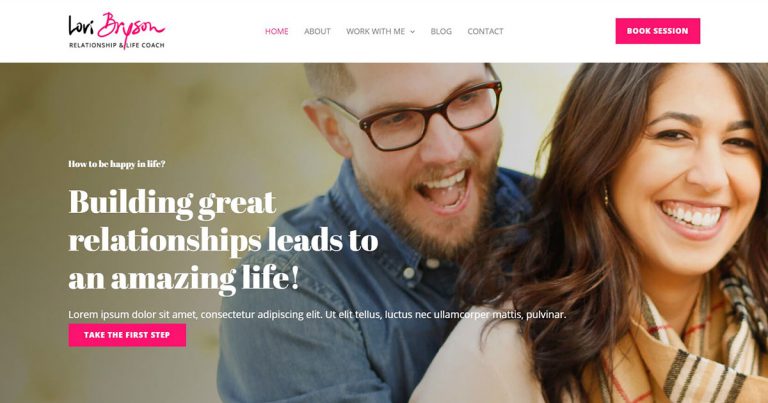 Lori Bryson
RELATIONSHIP & LIFE COACH
HOME ABOUT WORK WITH ME BLOG CONTACT
BOOK SESSION
How to be happy in life?
Building great
relationships leads to
an amazing life!
Lorem ipsum dolor sit amet, consectetur adipiscing elit. Ut elit tellus, luctus nec ullamcorper mattis, pulvinar.
TAKE THE FIRST STEP